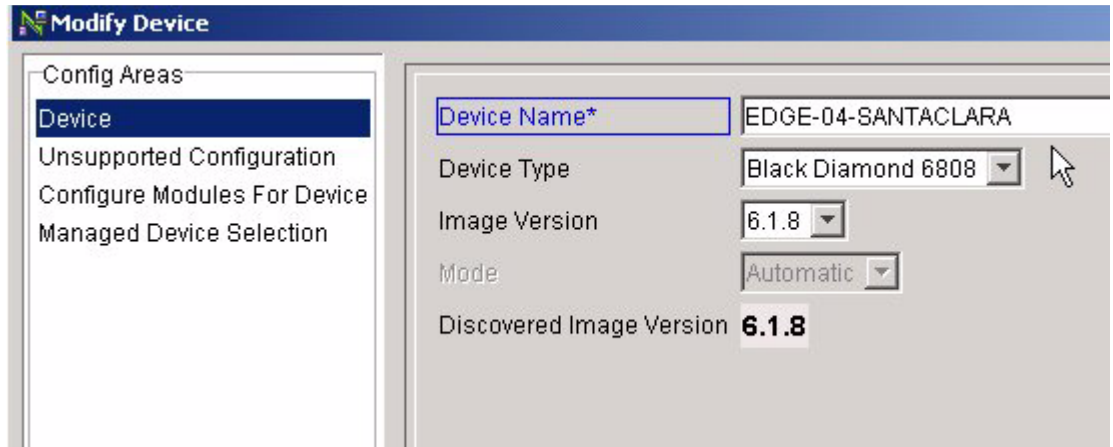 Modify Device
Config Areas
Device
Unsupported Configuration
Configure Modules For Device
Managed Device Selection
Device Name* EDGE-04-SANTACLARA
Device Type Black Diamond 6808
Image Version 6.1.8
Mode Automatic
Discovered Image Version 6.1.8